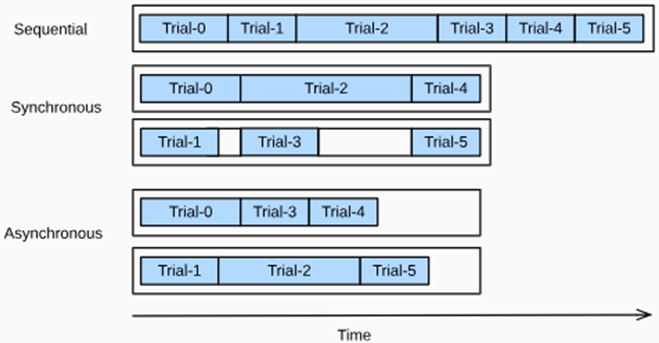 Sequential
Trial-0 Trial-1 Trial-2 Trial-3 Trial-4 Trial-5
Synchronous
Trial-0 Trial-2 Trial-4
Trial-1 Trial-3 Trial-5
Asynchronous
Trial-0 Trial-3 Trial-4
Trial-1 Trial-2 Trial-5
Time